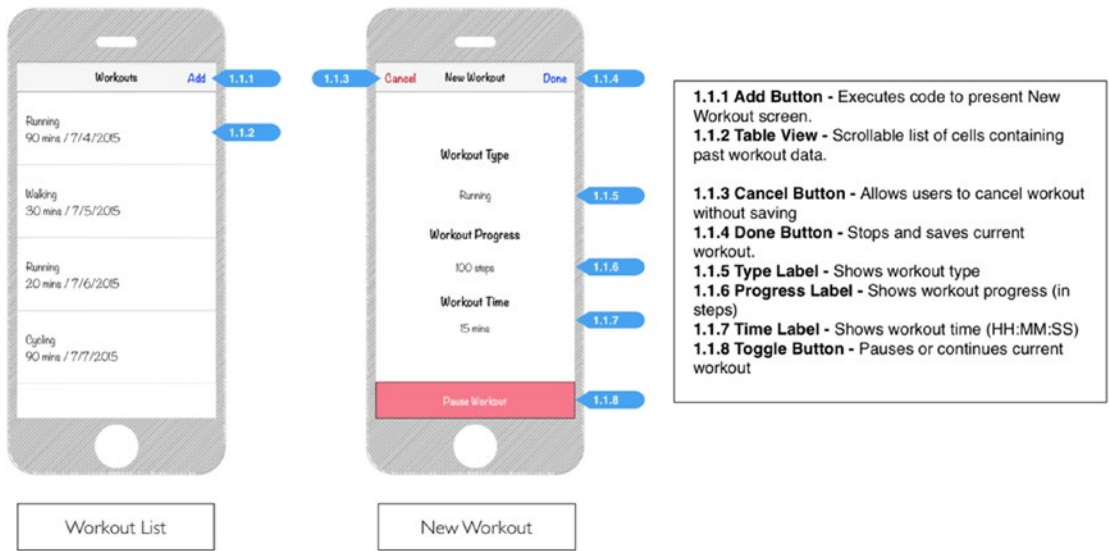 Workouts Add
1.1.1
Running
90 mins / 7/4/2015
1.1.2
Walking
30 mins / 7/5/2015
Running
20 mins / 7/6/2015
Cycling
90 mins / 7/7/2015
Workout List
1.1.3
Cancel New Workout Done
1.1.4
Workout Type
Running
1.1.5
Workout Progress
100 steps
1.1.6
Workout Time
15 mins
1.1.7
Pause Workout
1.1.8
New Workout
1.1.1 Add Button - Executes code to present New
Workout screen.
1.1.2 Table View - Scrollable list of cells containing
past workout data.
1.1.3 Cancel Button - Allows users to cancel workout
without saving
1.1.4 Done Button - Stops and saves current
workout.
1.1.5 Type Label - Shows workout type
1.1.6 Progress Label - Shows workout progress (in
steps)
1.1.7 Time Label - Shows workout time (HH:MM:SS)
1.1.8 Toggle Button - Pauses or continues current
workout